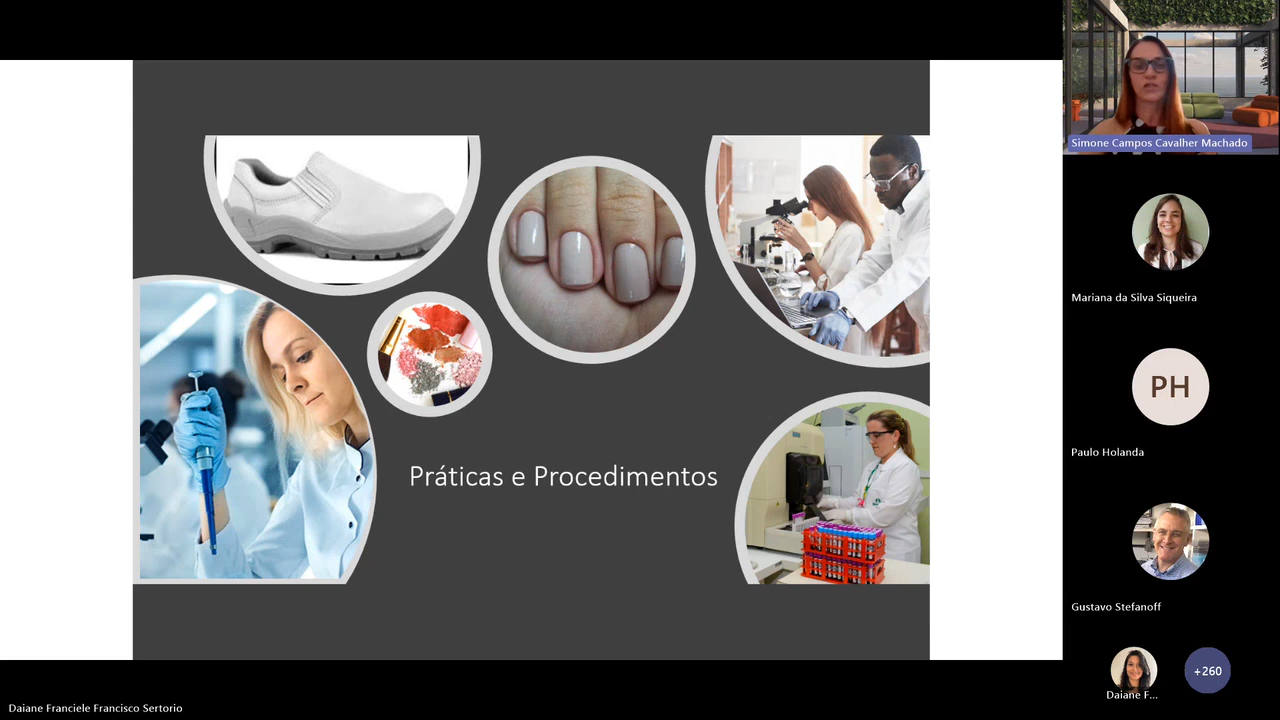 Práticas e Procedimentos
Simone Campos Cavalher Machado
Mariana da Silva Siqueira
PH
Paulo Holanda
Gustavo Stefanoff
Daiane F...
+260
Daiane Franciele Francisco Sertorio